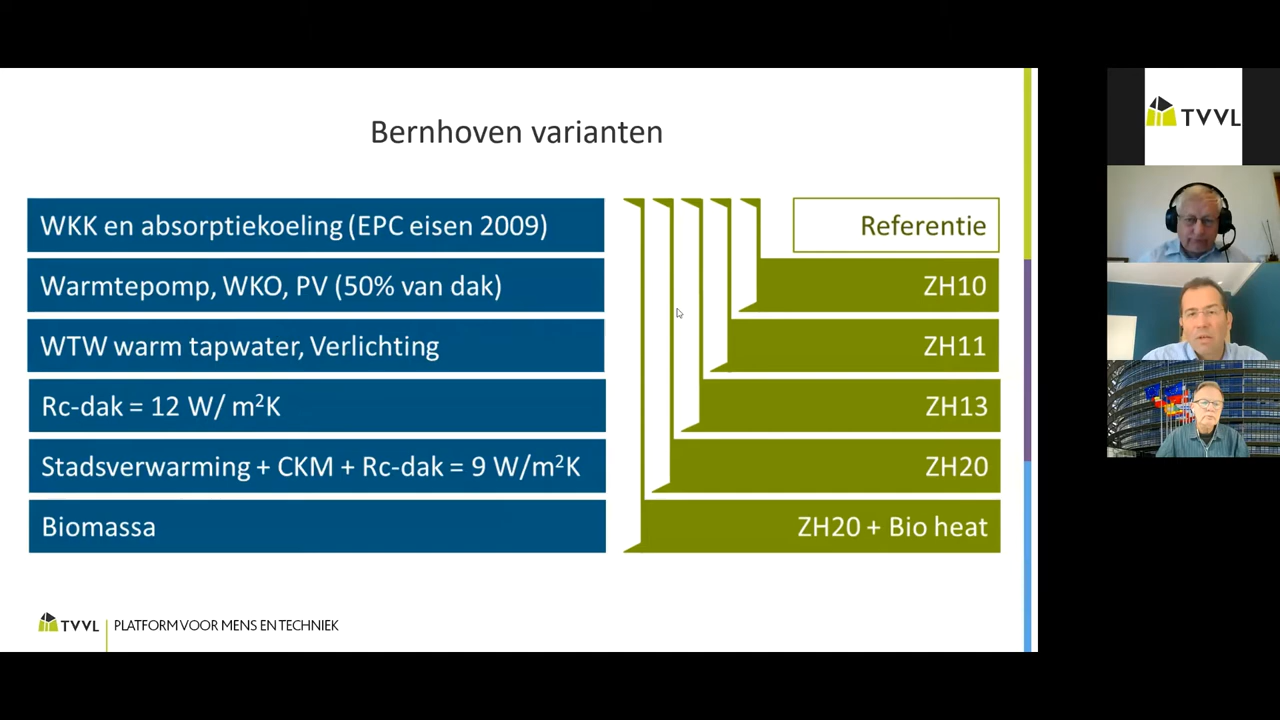 Bernhoven varianten
WKK en absorptiekoeling (EPC eisen 2009)
Referentie
Warmtepomp, WKO, PV (50% van dak)
ZH10
WTW warm tapwater, Verlichting
ZH11
Rc-dak = 12 W/ m²K
ZH13
Stadsverwarming + CKM + Rc-dak = 9 W/m²K
ZH20
Biomassa
ZH20 + Bio heat
TVVL
PLATFORM VOOR MENS EN TECHNIEK
TVVL